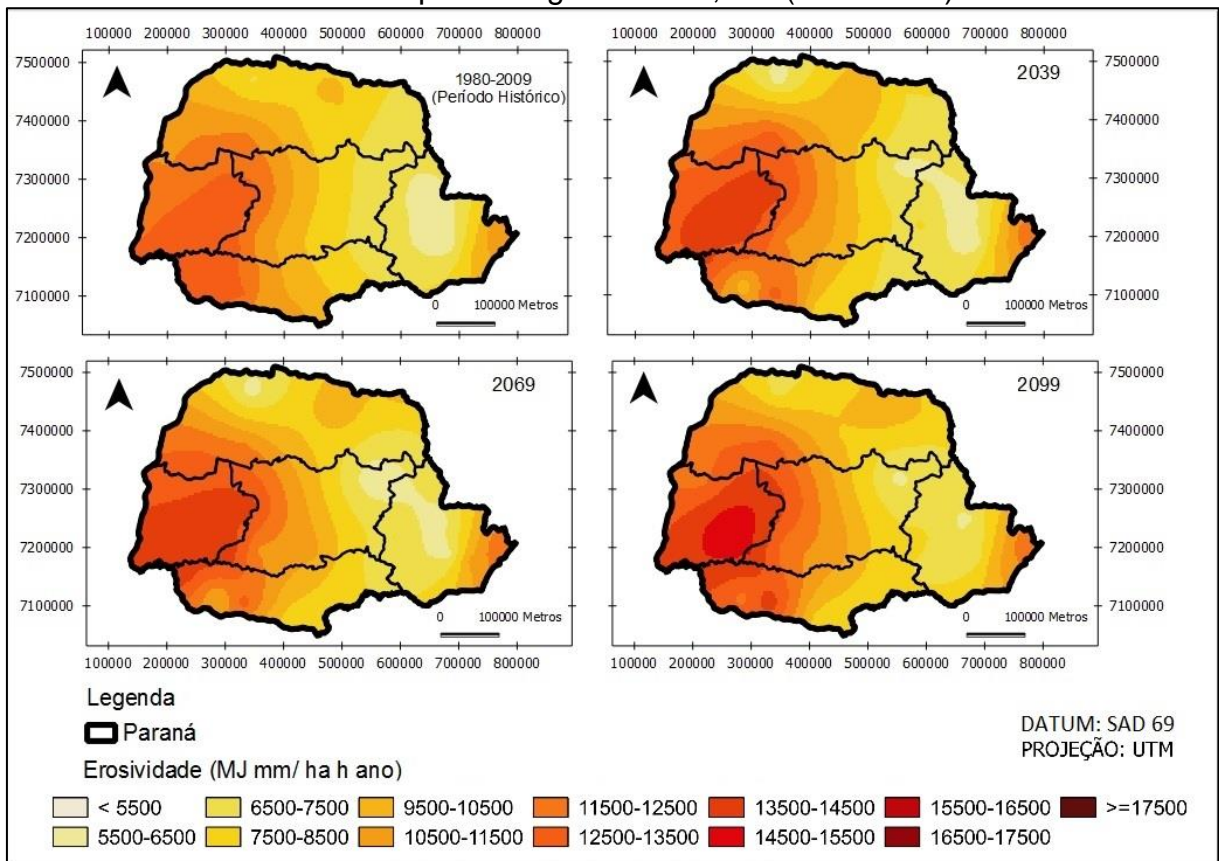 100000 200000 300000 400000 500000 600000 700000 800000
100000 200000 300000 400000 500000 600000 700000 800000
7500000
7400000
7300000
7200000
7100000
1980-2009
(Período Histórico)
0 100000 Metros
2039
0 100000 Metros
7500000
7400000
7300000
7200000
7100000
7500000
7400000
7300000
7200000
7100000
2069
0 100000 Metros
2099
0 100000 Metros
7500000
7400000
7300000
7200000
7100000
100000 200000 300000 400000 500000 600000 700000 800000
100000 200000 300000 400000 500000 600000 700000 800000
Legenda
Paraná
DATUM: SAD 69
PROJEÇÃO: UTM
Erosividade (MJ mm/ ha h ano)
< 5500 6500-7500 9500-10500 11500-12500 13500-14500 15500-16500 >=17500
5500-6500 7500-8500 10500-11500 12500-13500 14500-15500 16500-17500